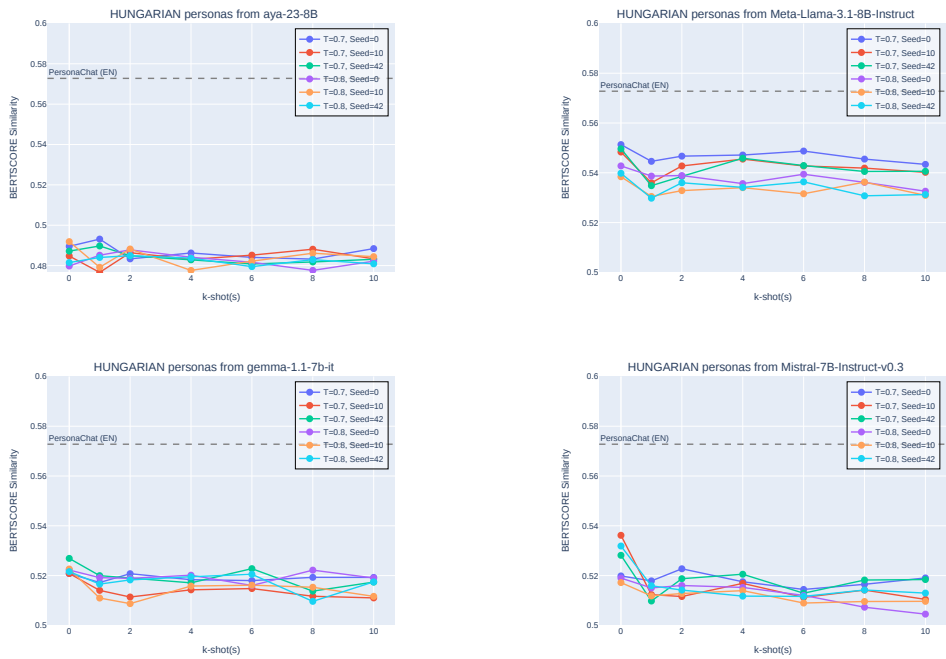 HUNGARIAN personas from aya-23-8B
0.6
0.58
0.56
0.54
0.52
0.5
0.48
BERTSCORE Similarity
PersonaChat (EN)
T=0.7, Seed=0
T=0.7, Seed=10
T=0.7, Seed=42
T=0.8, Seed=0
T=0.8, Seed=10
T=0.8, Seed=42
0 2 4 6 8 10
k-shot(s)
HUNGARIAN personas from Meta-Llama-3.1-8B-Instruct
0.6
0.58
0.56
0.54
0.52
0.5
BERTSCORE Similarity
PersonaChat (EN)
T=0.7, Seed=0
T=0.7, Seed=10
T=0.7, Seed=42
T=0.8, Seed=0
T=0.8, Seed=10
T=0.8, Seed=42
0 2 4 6 8 10
k-shot(s)
HUNGARIAN personas from gemma-1.1-7b-it
0.6
0.58
0.56
0.54
0.52
0.5
BERTSCORE Similarity
PersonaChat (EN)
T=0.7, Seed=0
T=0.7, Seed=10
T=0.7, Seed=42
T=0.8, Seed=0
T=0.8, Seed=10
T=0.8, Seed=42
0 2 4 6 8 10
k-shot(s)
HUNGARIAN personas from Mistral-7B-Instruct-v0.3
0.6
0.58
0.56
0.54
0.52
0.5
BERTSCORE Similarity
PersonaChat (EN)
T=0.7, Seed=0
T=0.7, Seed=10
T=0.7, Seed=42
T=0.8, Seed=0
T=0.8, Seed=10
T=0.8, Seed=42
0 2 4 6 8 10
k-shot(s)